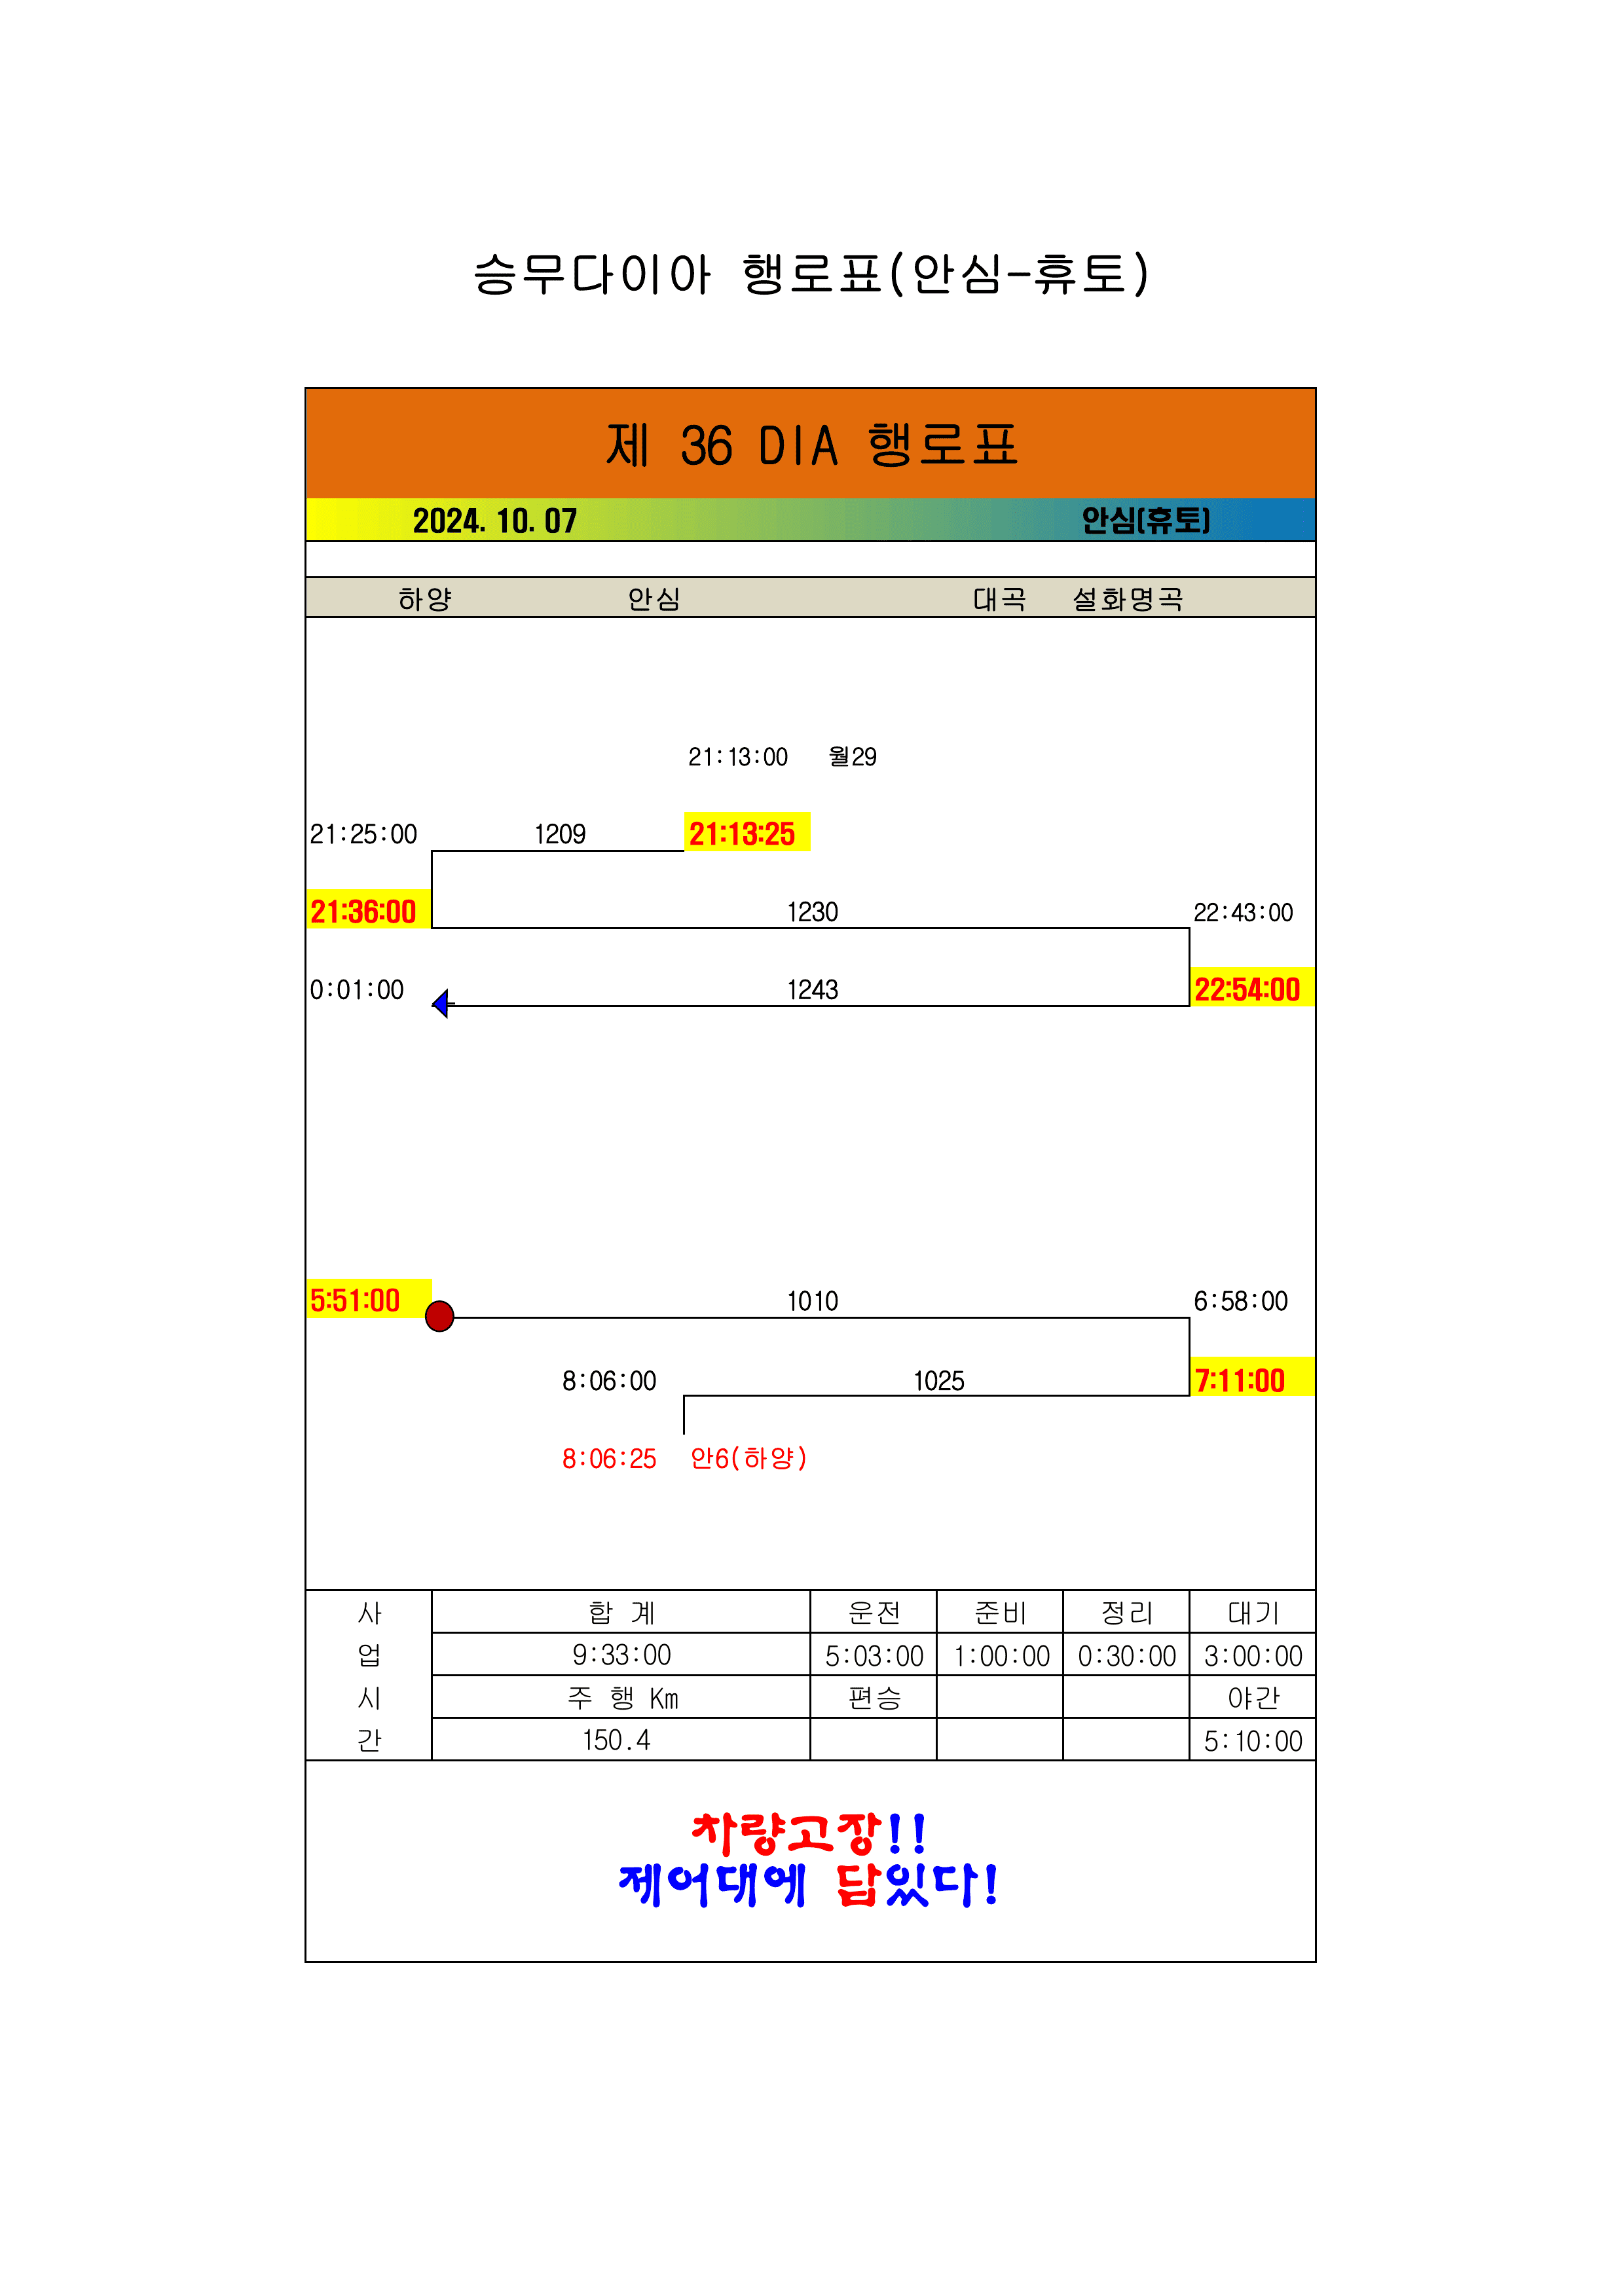 승무다이아 행로표(안심-휴토)
제 36 DIA 행로표
2024. 10. 07 안심(휴토)
하양 안심 대곡 설화명곡
21:13:00 월29
21:25:00 1209 21:13:25
21:36:00 1230 22:43:00
0:01:00 1243 22:54:00
5:51:00 1010 6:58:00
8:06:00 1025 7:11:00
8:06:25 안6(하양)
사 합 계 운전 준비 정리 대기
업 9:33:00 5:03:00 1:00:00 0:30:00 3:00:00
시 주 행 Km 편승 야간
간 150.4 5:10:00
차량고장!!
제어대에 답있다!